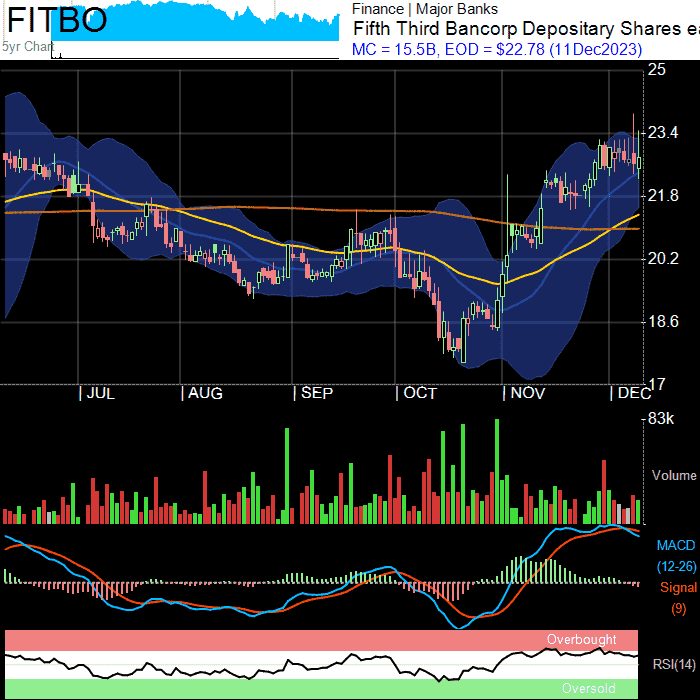 FITBO
5yr Chart
Finance | Major Banks
Fifth Third Bancorp Depositary Shares ea
MC = 15.5B, EOD = $22.78 (11Dec2023)
25
23.4
21.8
20.2
18.6
17
JUL
AUG
SEP
OCT
NOV
DEC
83k
Volume
MACD
(12-26)
Signal
(9)
Overbought
RSI(14)
Oversold